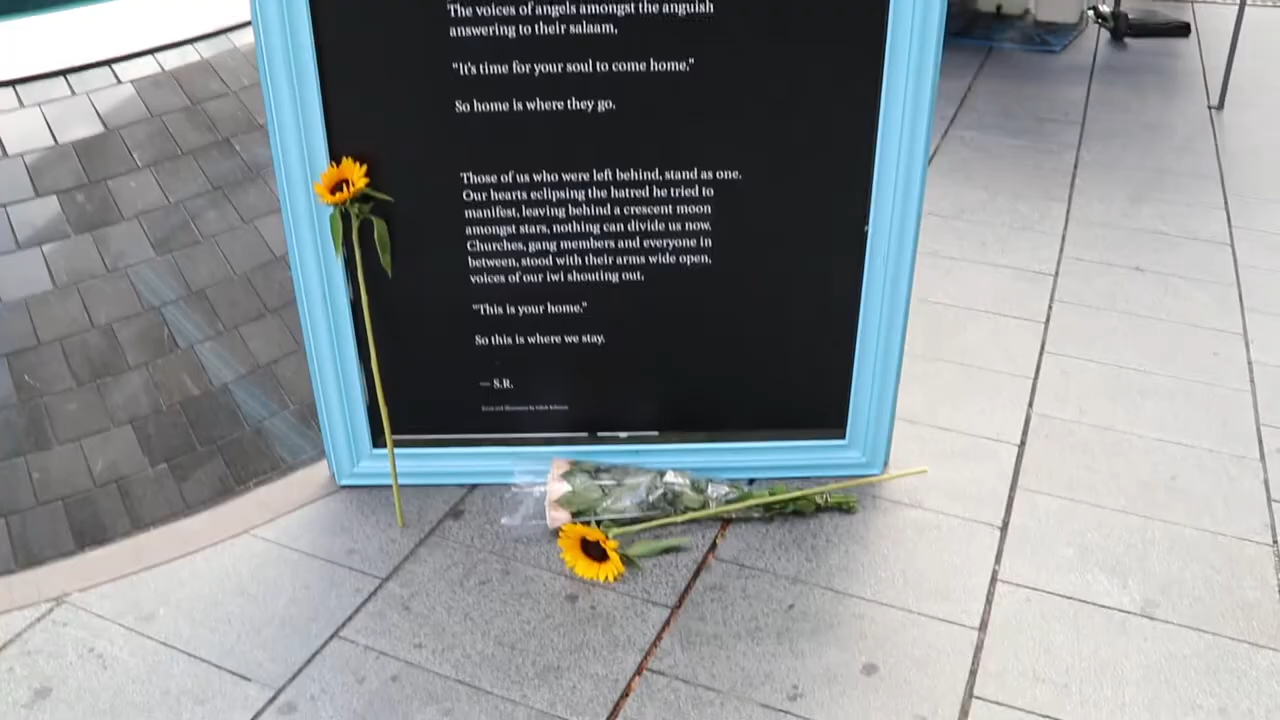 The voices of angels amongst the anguish
answering to their salaam,
“It's time for your soul to come home.”
So home is where they go.
Those of us who were left behind, stand as one.
Our hearts eclipsing the hatred he tried to
manifest, leaving behind a crescent moon
amongst stars, nothing can divide us now.
Churches, gang members and everyone in
between, stood with their arms wide open,
voices of our iwi shouting out.
“This is your home.”
So this is where we stay.
— S.R.